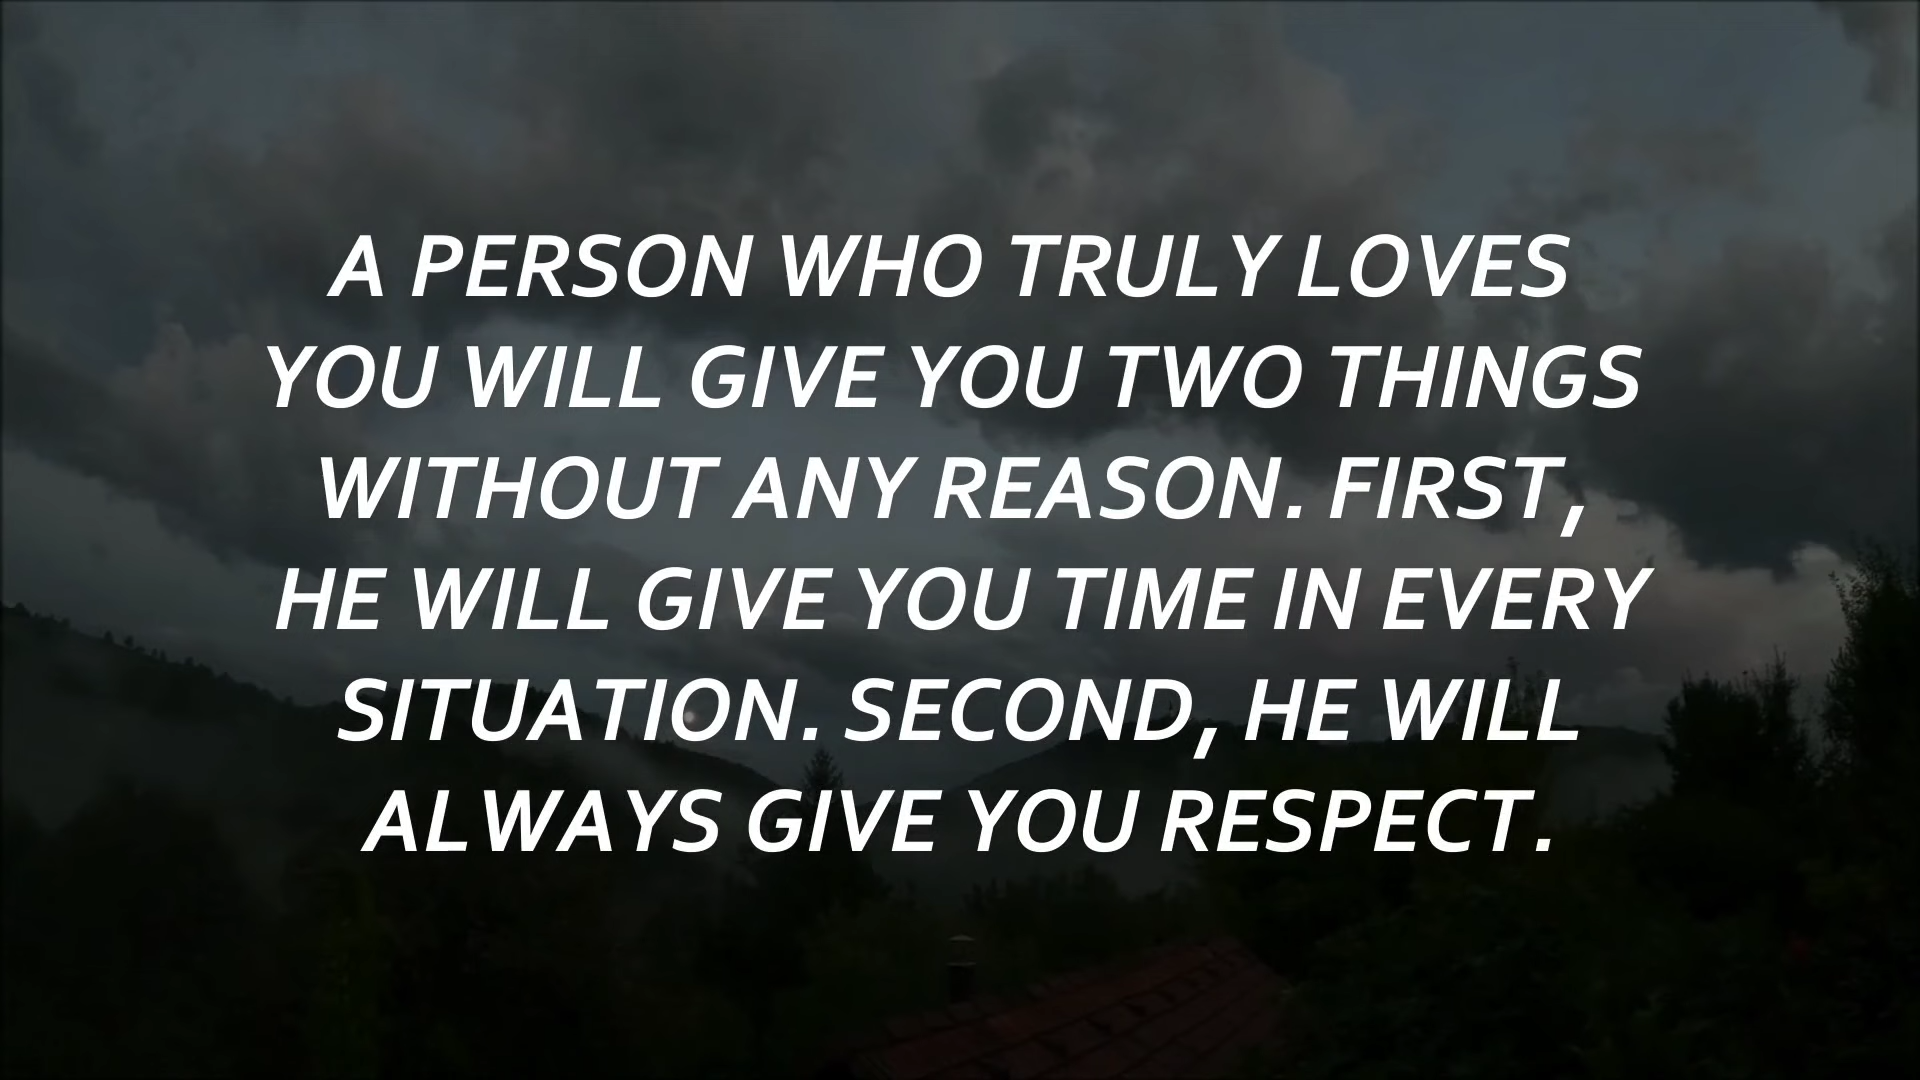 A PERSON WHO TRULY LOVES
YOU WILL GIVE YOU TWO THINGS
WITHOUT ANY REASON. FIRST,
HE WILL GIVE YOU TIME IN EVERY
SITUATION. SECOND, HE WILL
ALWAYS GIVE YOU RESPECT.